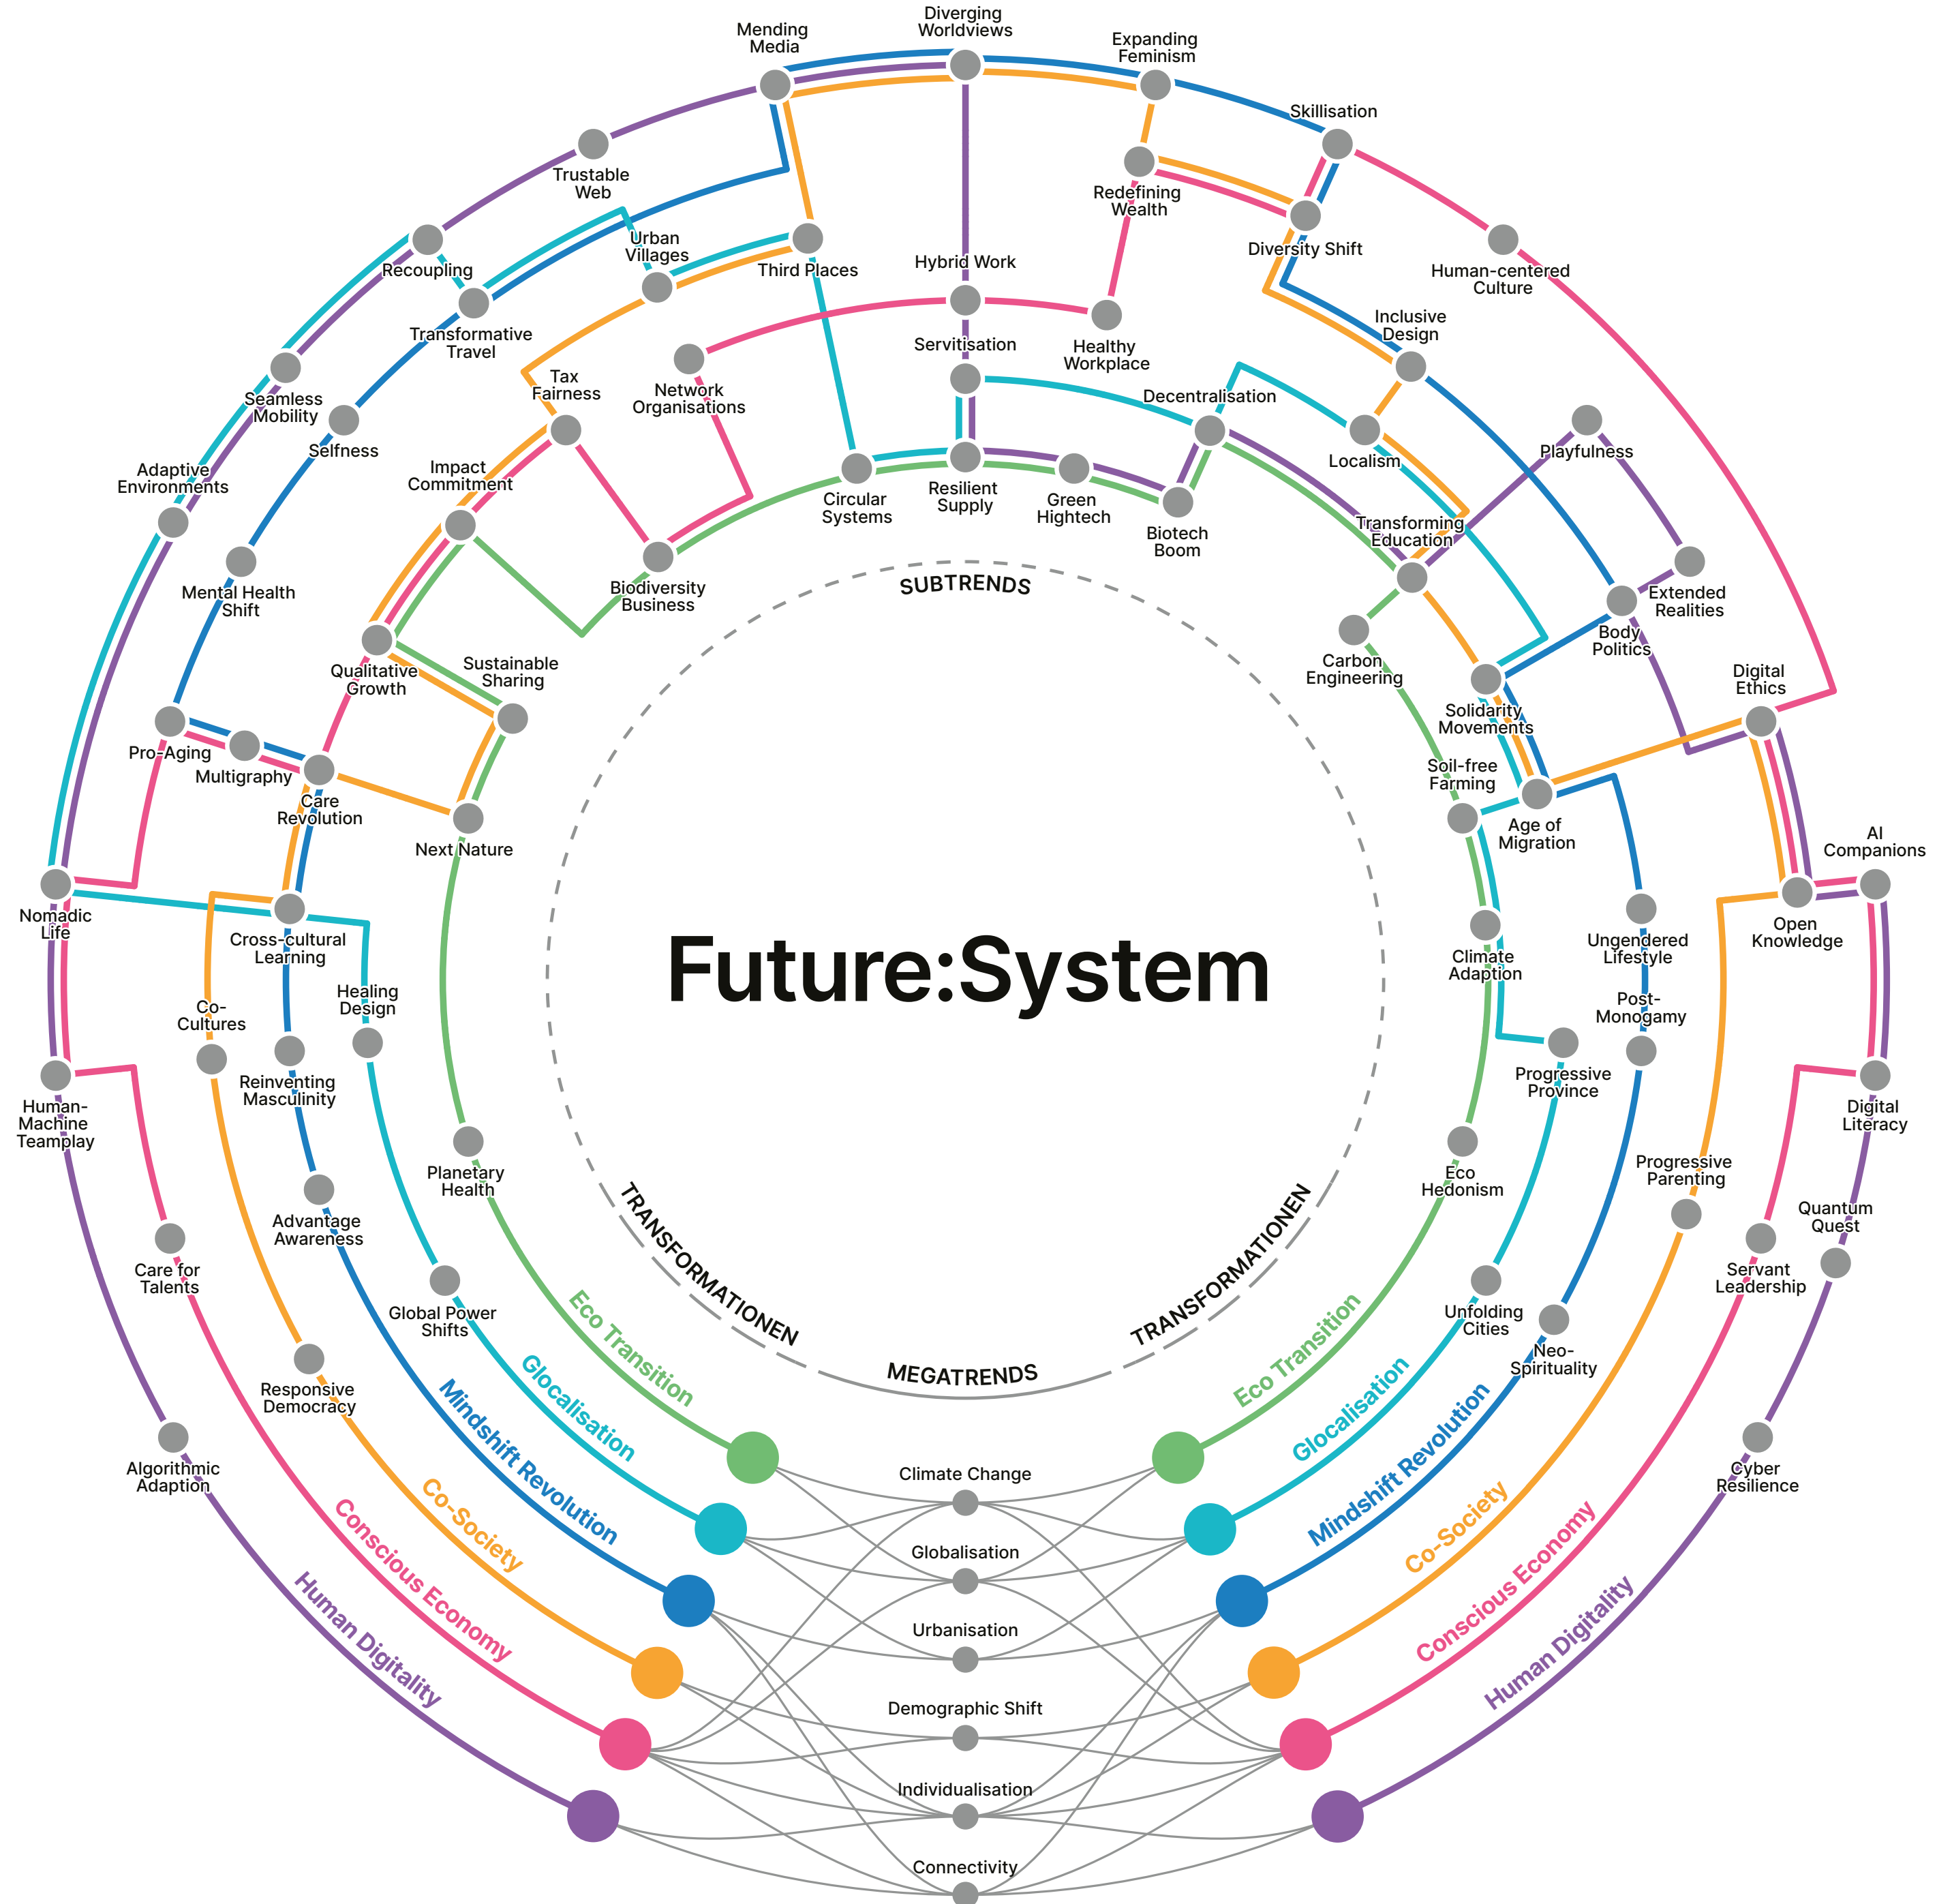 Diverging
Worldviews
Mending
Media
Expanding
Feminism
Skillisation
Trustable
Web
Redefining
Wealth
Urban
Villages
Third Places
Hybrid Work
Diversity Shift
Human-centered
Culture
Recoupling
Transformative
Travel
Servitisation
Healthy
Workplace
Inclusive
Design
Tax
Fairness
Network
Organisations
Decentralisation
Seamless
Mobility
Selfness
Localism
Playfulness
Adaptive
Environments
Impact
Commitment
Circular
Systems
Resilient
Supply
Green
Hightech
Biotech
Boom
Transforming
Education
Mental Health
Shift
Biodiversity
Business
SUBTRENDS
Extended
Realities
Body
Politics
Qualitative
Growth
Sustainable
Sharing
Carbon
Engineering
Digital
Ethics
Pro-Aging
Multigraphy
Care
Revolution
Solidarity
Movements
Soil-free
Farming
Next Nature
Age of
Migration
AI
Companions
Nomadic
Life
Cross-cultural
Learning
Future:System
Climate
Adaption
Ungendered
Lifestyle
Open
Knowledge
Co-
Cultures
Healing
Design
Post-
Monogamy
Human-
Machine
Teamplay
Reinventing
Masculinity
Progressive
Province
Digital
Literacy
Planetary
Health
Eco
Hedonism
Progressive
Parenting
Advantage
Awareness
Quantum
Quest
Care for
Talents
Servant
Leadership
Global Power
Shifts
Unfolding
Cities
Neo-
Spirituality
Responsive
Democracy
Algorithmic
Adaption
Cyber
Resilience
TRANSFORMATIONEN
TRANSFORMATIONEN
MEGATRENDS
Eco Transition
Glocalisation
Mindshift Revolution
Co-Society
Conscious Economy
Human Digitality
Eco Transition
Glocalisation
Mindshift Revolution
Co-Society
Conscious Economy
Human Digitality
Climate Change
Globalisation
Urbanisation
Demographic Shift
Individualisation
Connectivity